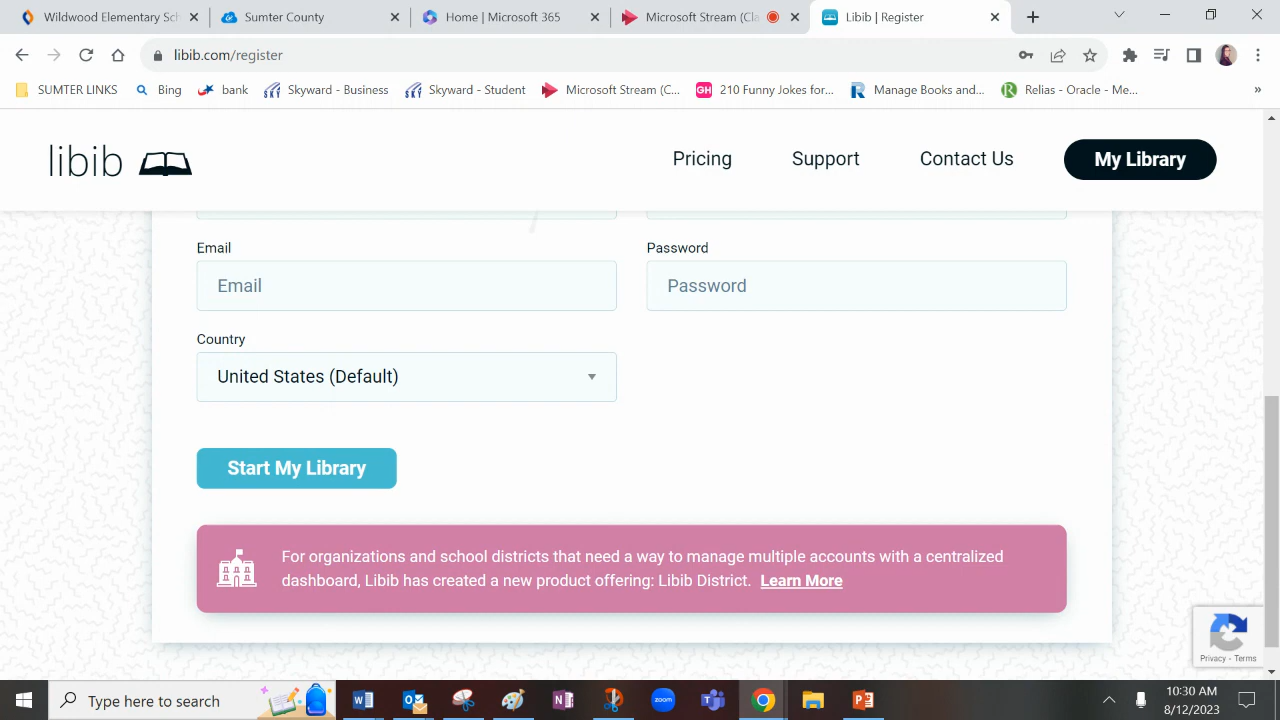 Wildwood Elementary Sch
Sumter County
Home | Microsoft 365
Microsoft Stream (Cla
Libib | Register
libib.com/register
SUMTER LINKS
Bing
bank
Skyward - Business
Skyward - Student
Microsoft Stream (C...
GH
210 Funny Jokes for...
R
Manage Books and...
R
Relias - Oracle - Me...
»
libib
Pricing
Support
Contact Us
My Library
Email
Password
Email
Password
Country
United States (Default)
Start My Library
For organizations and school districts that need a way to manage multiple accounts with a centralized
dashboard, Libib has created a new product offering: Libib District. Learn More
Privacy - Terms
Type here to search
zoom
10:30 AM
8/12/2023